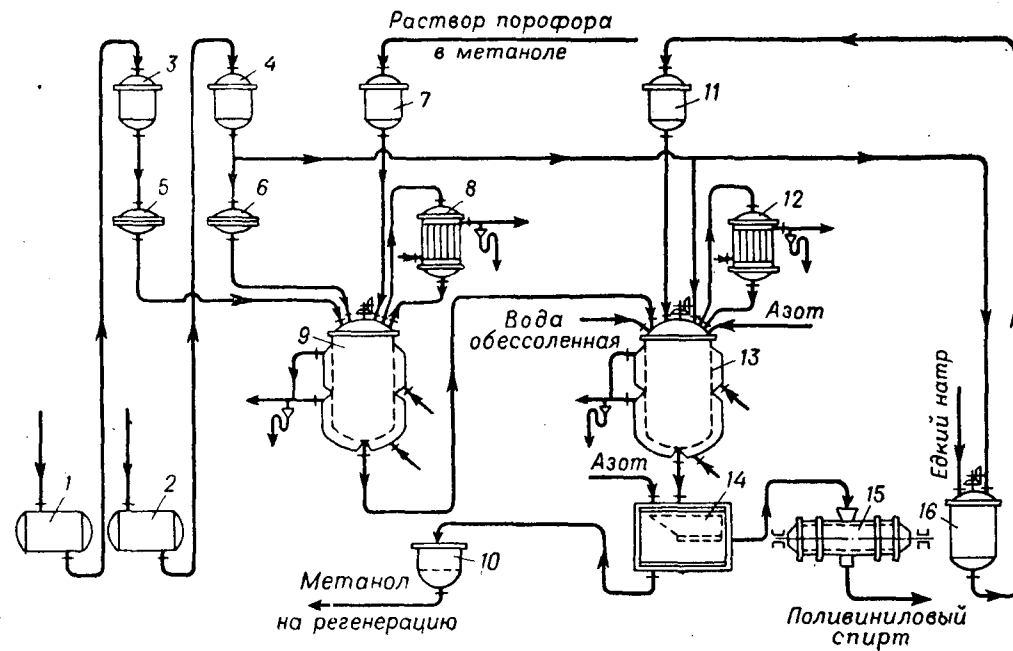 Раствор порофора
в метаноле
3
4
7
11
5
6
8
12
Вода
обессоленная
Азот
9
13
Едкий натр
Азот
1
2
14
15
16
10
Метанол
на регенерацию
Поливиниловый
спирт